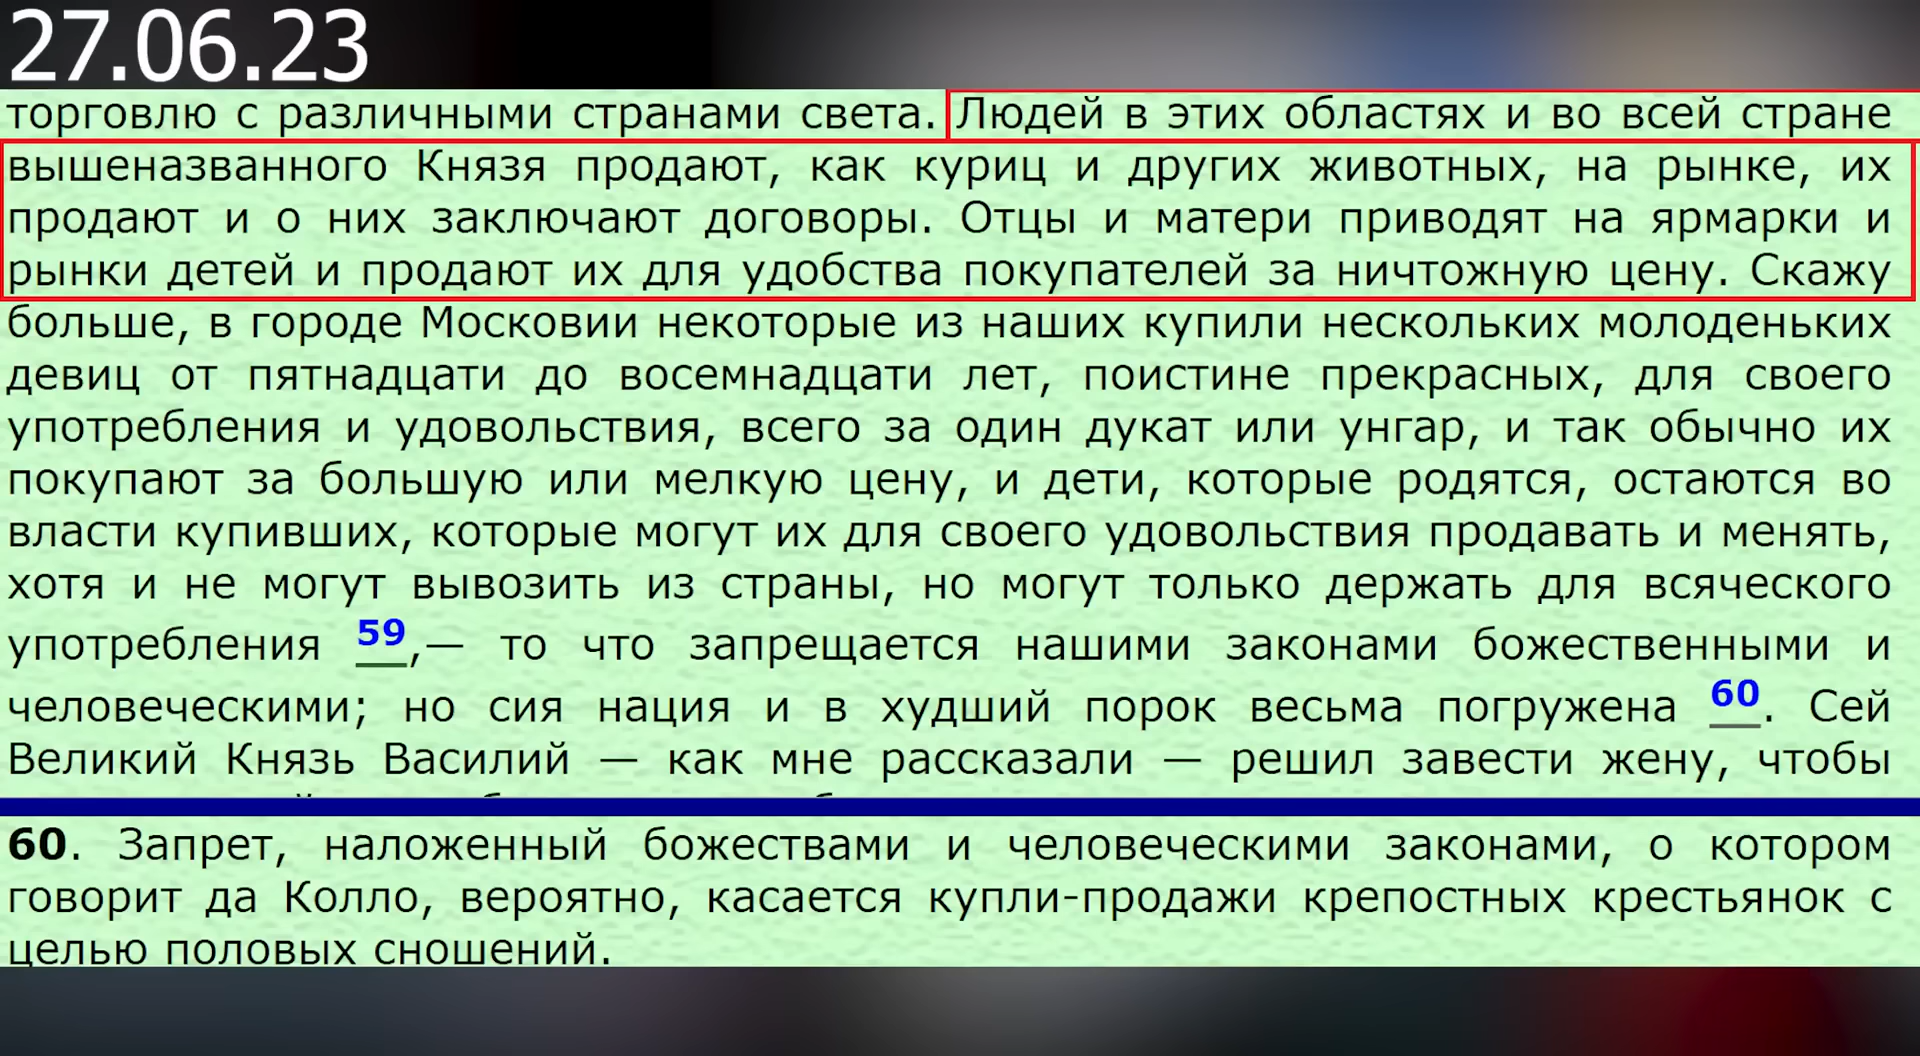 27.06.23
торговлю с различными странами света. Людей в этих областях и во всей стране
вышеназванного Князя продают, как куриц и других животных, на рынке, их
продают и о них заключают договоры. Отцы и матери приводят на ярмарки и
рынки детей и продают их для удобства покупателей за ничтожную цену. Скажу
больше, в городе Московии некоторые из наших купили нескольких молоденьких
девиц от пятнадцати до восемнадцати лет, поистине прекрасных, для своего
употребления и удовольствия, всего за один дукат или унгар, и так обычно их
покупают за большую или мелкую цену, и дети, которые родятся, остаются во
власти купивших, которые могут их для своего удовольствия продавать и менять,
хотя и не могут вывозить из страны, но могут только держать для всяческого
употребления 59,— то что запрещается нашими законами божественными и
человеческими; но сия нация и в худший порок весьма погружена 60. Сей
Великий Князь Василий — как мне рассказали — решил завести жену, чтобы
60. Запрет, наложенный божествами и человеческими законами, о котором
говорит да Колло, вероятно, касается купли-продажи крепостных крестьянок с
целью половых сношений.